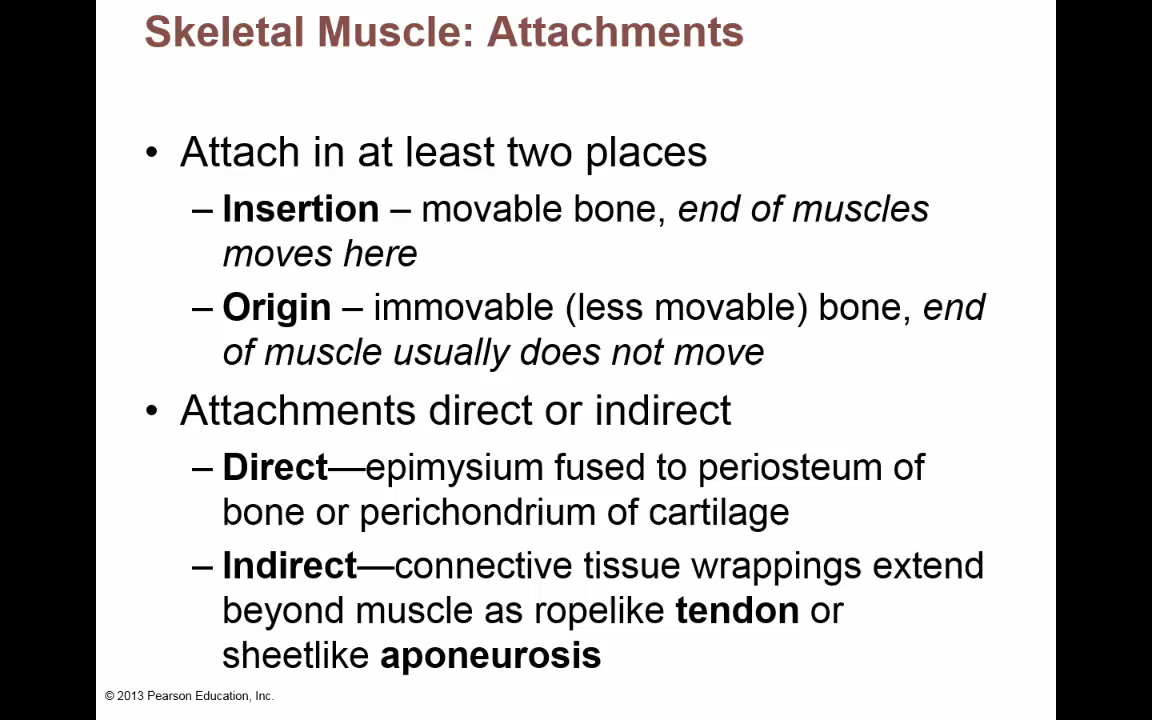 Skeletal Muscle: Attachments
• Attach in at least two places
– Insertion – movable bone, end of muscles
moves here
– Origin – immovable (less movable) bone, end
of muscle usually does not move
• Attachments direct or indirect
– Direct—epimysium fused to periosteum of
bone or perichondrium of cartilage
– Indirect—connective tissue wrappings extend
beyond muscle as ropelike tendon or
sheetlike aponeurosis
© 2013 Pearson Education, Inc.